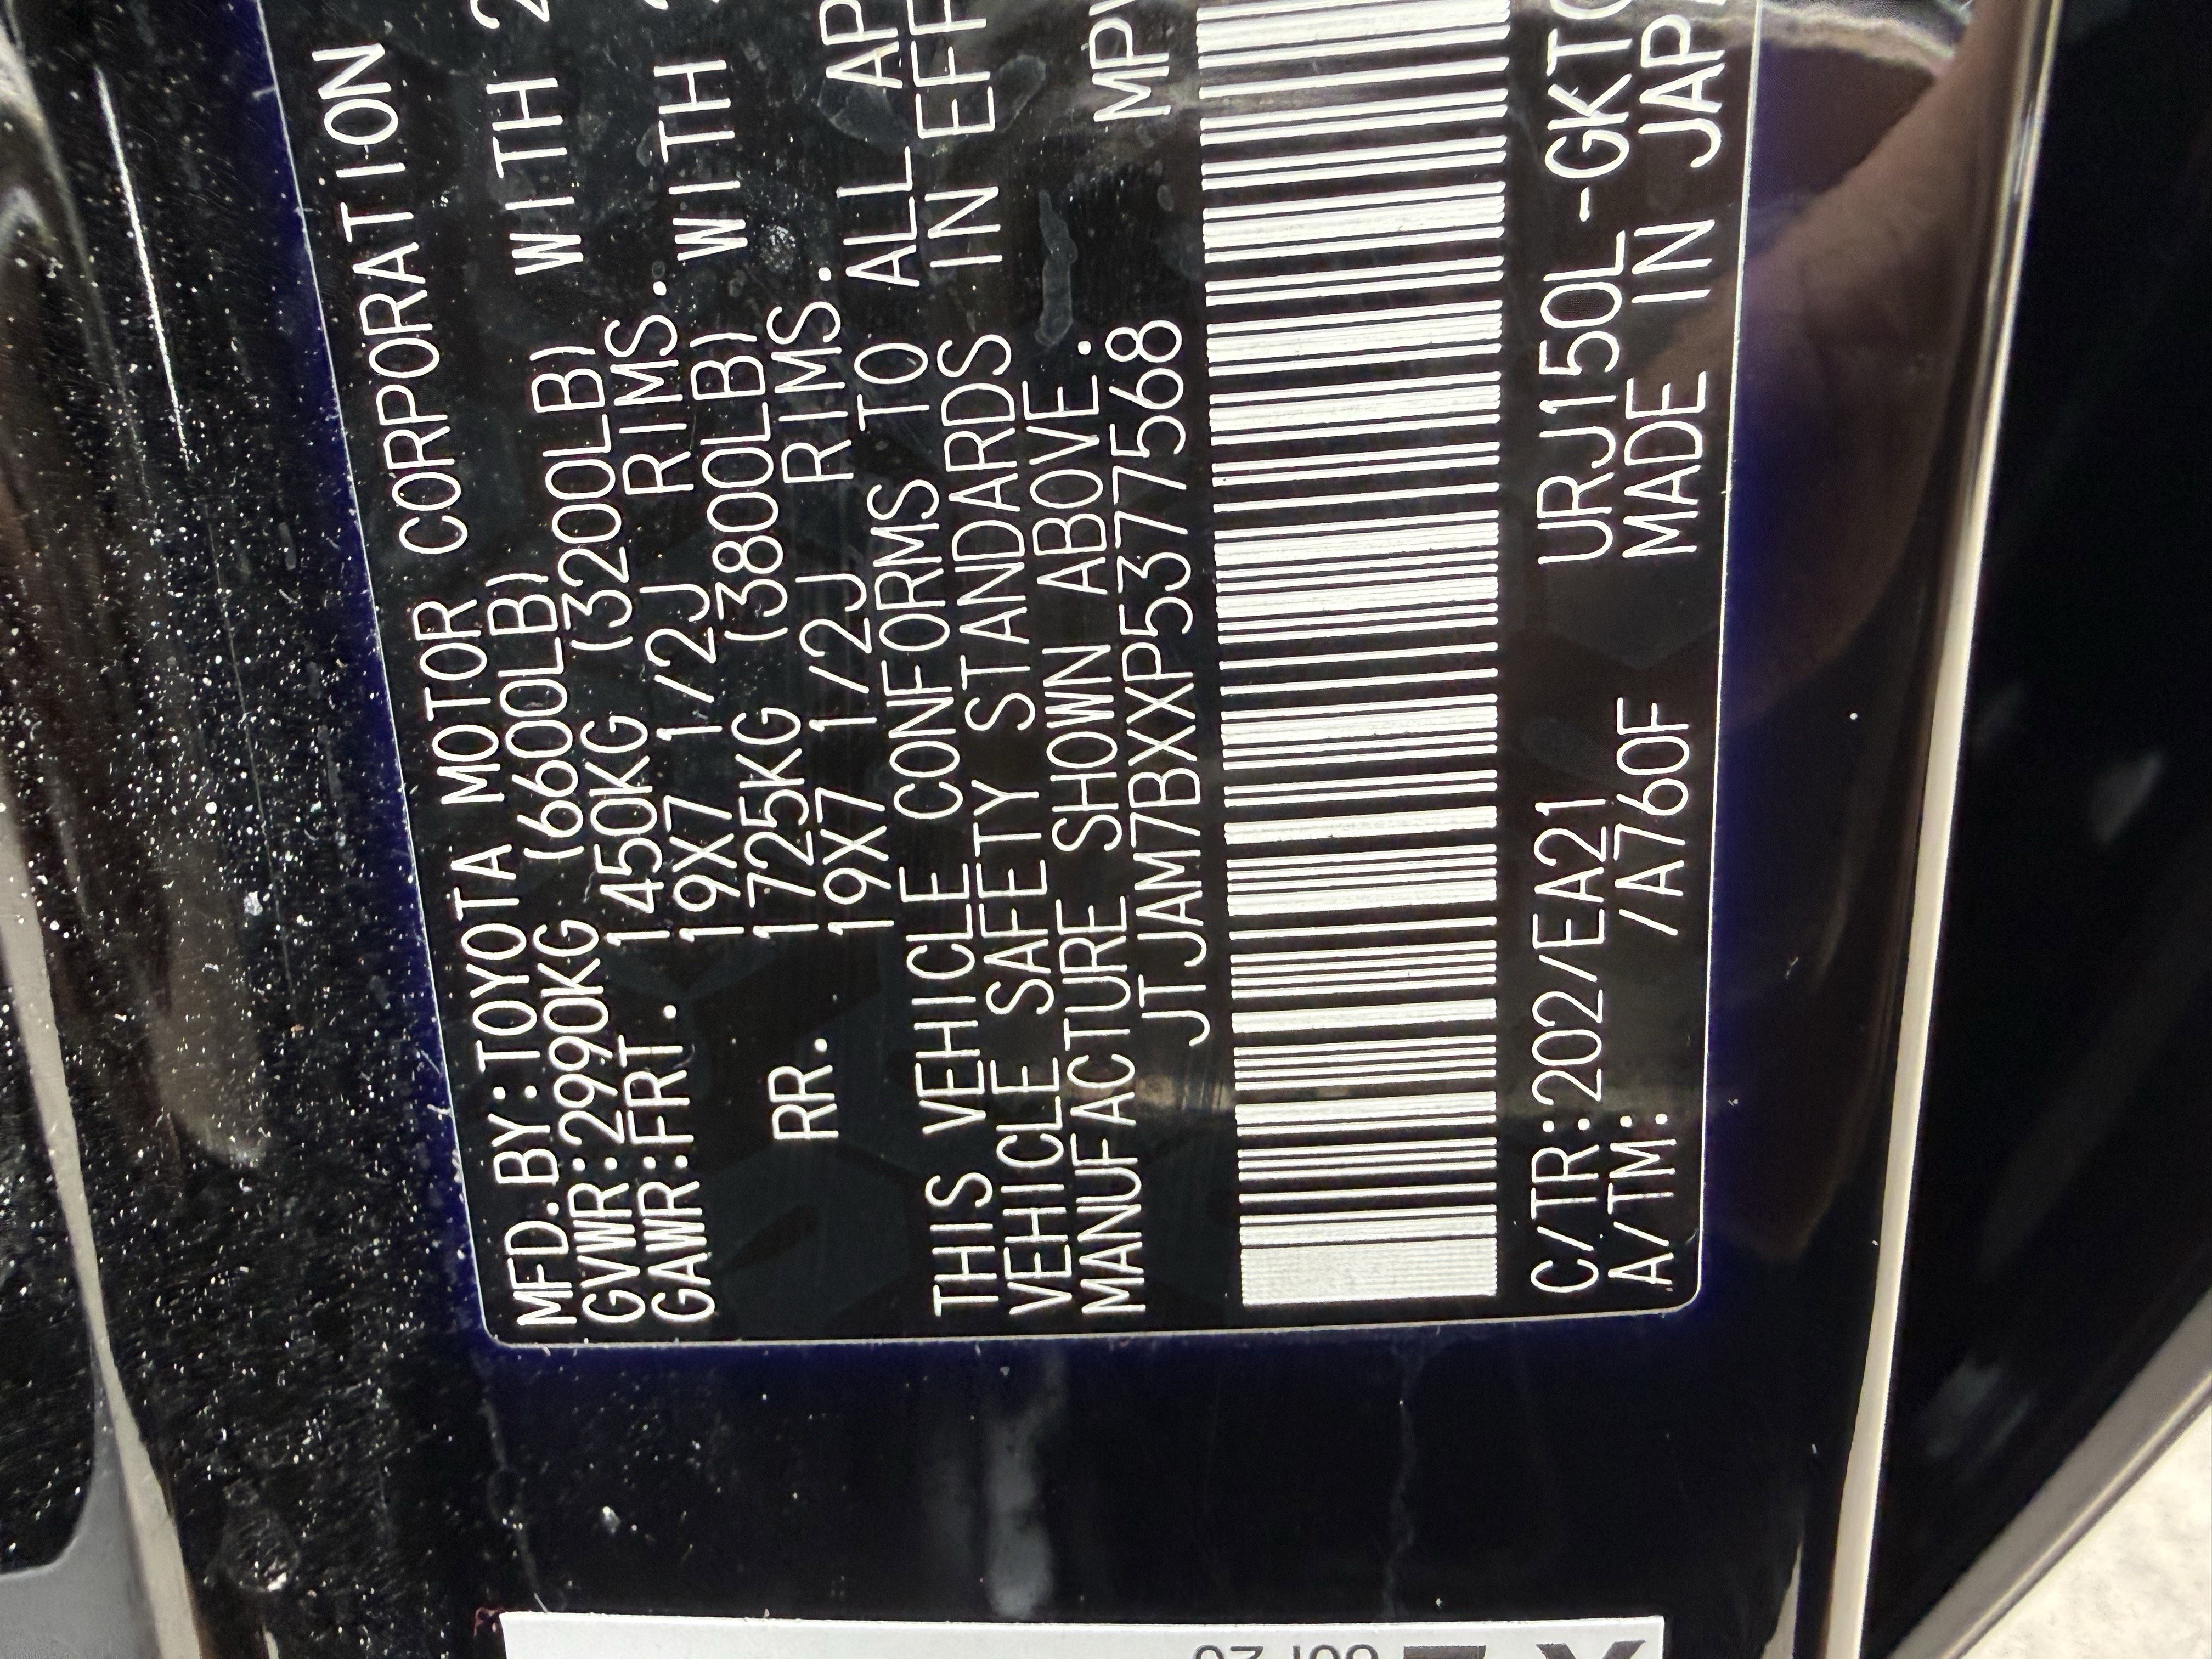 MFD.BY:TOYOTA MOTOR CORPORATION
GVWR:2990KG (6600LB)
GAWR:FRT. 1450KG (3200LB) WITH 2
19X7 1/2J RIMS.
RR. 1725KG (3800LB) WITH
19X7 1/2J RIMS.
THIS VEHICLE CONFORMS TO ALL AP
VEHICLE SAFETY STANDARDS IN EFF
MANUFACTURE SHOWN ABOVE.
JTJAM7BXXP5377568 MPV
URJ150L-GKT
C/TR:202/EA21 MADE IN JAP
A/TM: /A760F